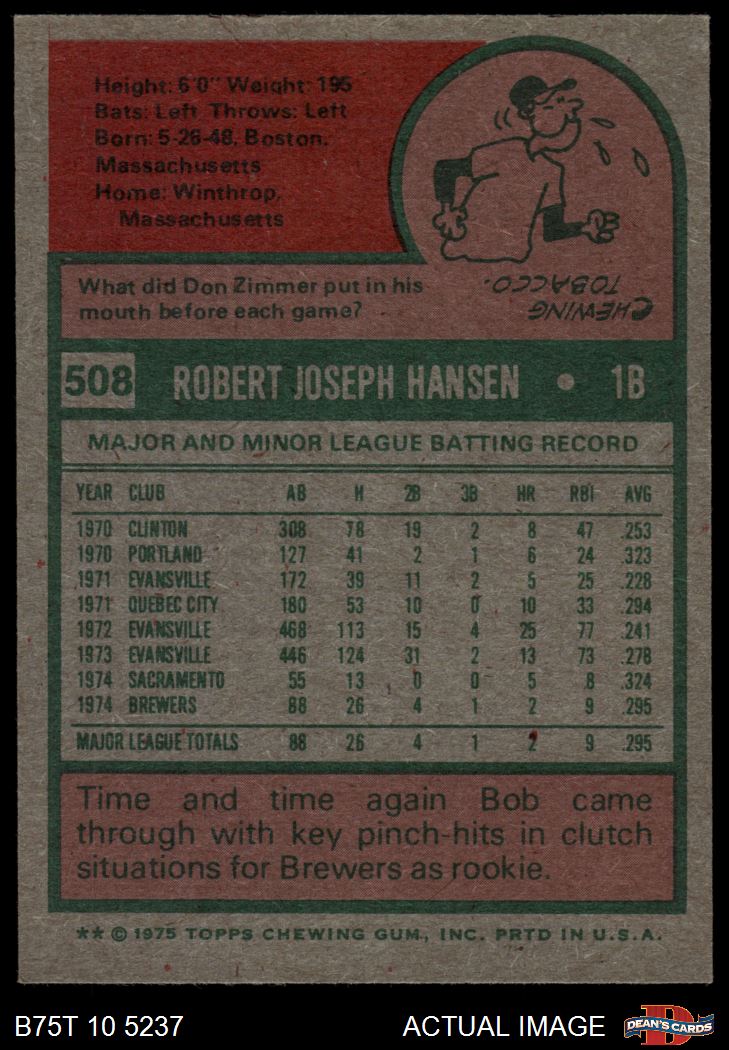 Height: 6'0" Weight: 195
Bats: Left Throws: Left
Born: 5-26-48, Boston,
Massachusetts
Home: Winthrop,
Massachusetts
What did Don Zimmer put in his
mouth before each game?
CHEWING
TOBACCO.
508 ROBERT JOSEPH HANSEN • 1B
MAJOR AND MINOR LEAGUE BATTING RECORD
YEAR CLUB AB H 2B 3B HR RBI AVG
1970 CLINTON 308 78 19 2 8 47 .253
1970 PORTLAND 127 41 2 1 6 24 .323
1971 EVANSVILLE 172 39 11 2 5 25 .228
1971 QUEBEC CITY 180 53 10 0 10 33 .294
1972 EVANSVILLE 468 113 15 4 25 77 .241
1973 EVANSVILLE 446 124 31 2 13 73 .278
1974 SACRAMENTO 55 13 0 0 5 8 .324
1974 BREWERS 88 26 4 1 2 9 .295
MAJOR LEAGUE TOTALS 88 26 4 1 2 9 .295
Time and time again Bob came
through with key pinch-hits in clutch
situations for Brewers as rookie.
** © 1975 TOPPS CHEWING GUM, INC. PRTD IN U.S.A.
B75T 10 5237 ACTUAL IMAGE DEAN'S CARDS